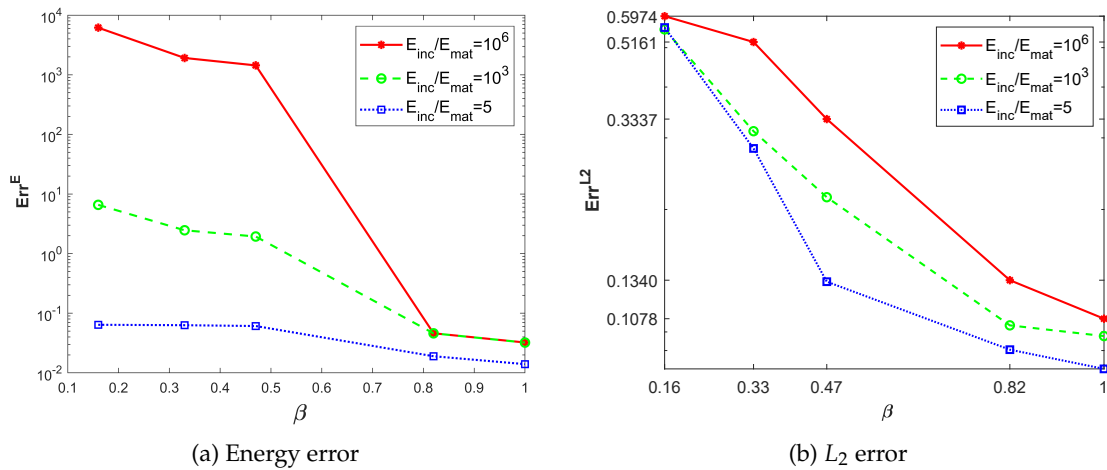 10^4
10^3
10^2
10^1
10^0
10^-1
10^-2
Err^E
E_inc/E_mat=10^6
E_inc/E_mat=10^3
E_inc/E_mat=5
0.1 0.2 0.3 0.4 0.5 0.6 0.7 0.8 0.9 1
β
(a) Energy error
0.5974
0.5161
0.3337
0.1340
0.1078
Err^L2
E_inc/E_mat=10^6
E_inc/E_mat=10^3
E_inc/E_mat=5
0.16 0.33 0.47 0.82 1
β
(b) L_2 error